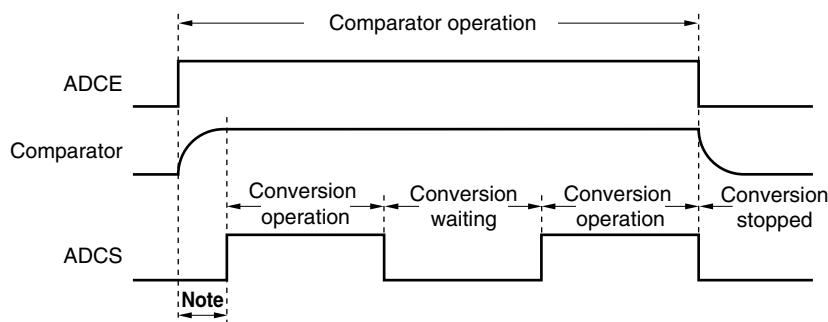 Comparator operation
ADCE
Comparator
Conversion
operation
Conversion
waiting
Conversion
operation
Conversion
stopped
ADCS
Note